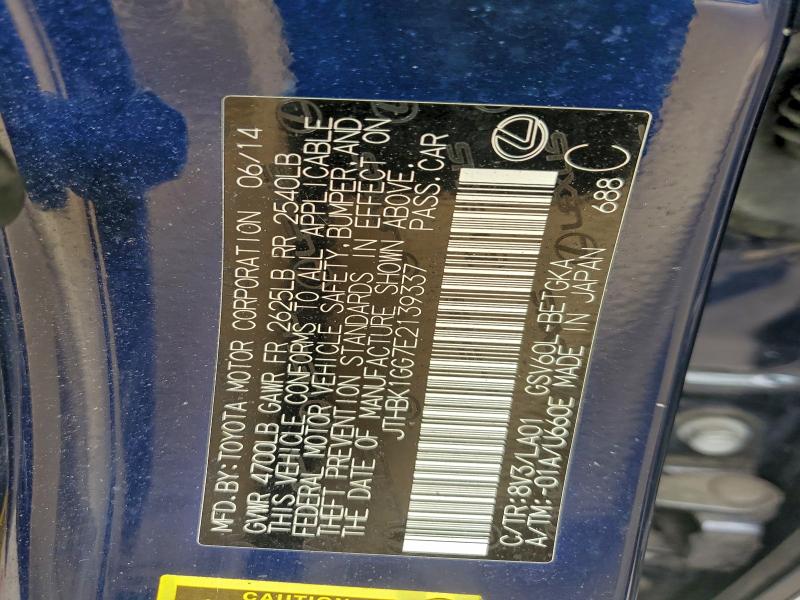 MFD.BY:TOYOTA MOTOR CORPORATION 06/14
GVWR 4700LB GAWR FR 2625LB RR 2540LB
THIS VEHICLE CONFORMS TO ALL APPLICABLE
FEDERAL MOTOR VEHICLE SAFETY,BUMPER,AND
THEFT PREVENTION STANDARDS IN EFFECT ON
THE DATE OF MANUFACTURE SHOWN ABOVE.
JTHBK1GG7E2139337 PASS.CAR
C/TR:8V3/LA01 GSV60L-BETGKA
A/TM:-01A/U660E MADE IN JAPAN 688 C
CAUTION